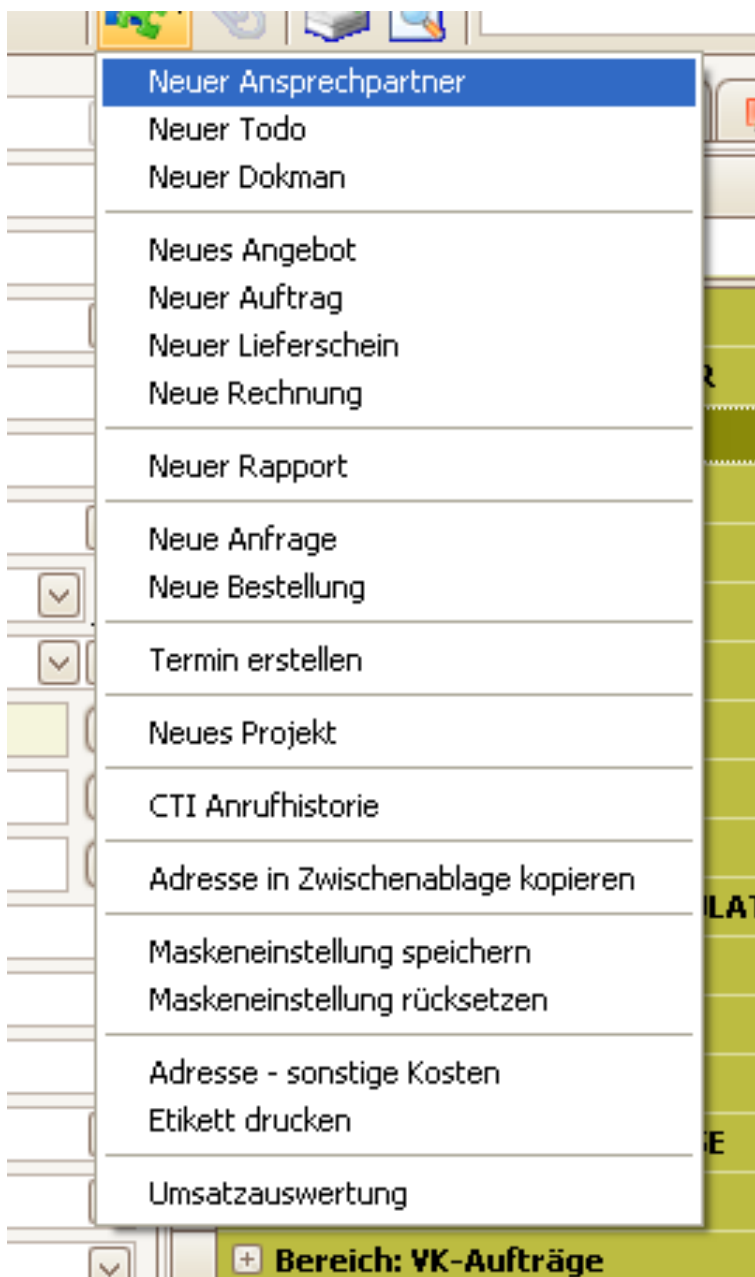 Neuer Ansprechpartner
Neuer Todo
Neuer Dokman
Neues Angebot
Neuer Auftrag
Neuer Lieferschein
R
Neue Rechnung
Neuer Rapport
Neue Anfrage
Neue Bestellung
Termin erstellen
Neues Projekt
CTI Anrufhistorie
Adresse in Zwischenablage kopieren
LAT
Maskeneinstellung speichern
Maskeneinstellung rücksetzen
Adresse - sonstige Kosten
Etikett drucken
SE
Umsatzauswertung
Bereich: VK-Aufträge